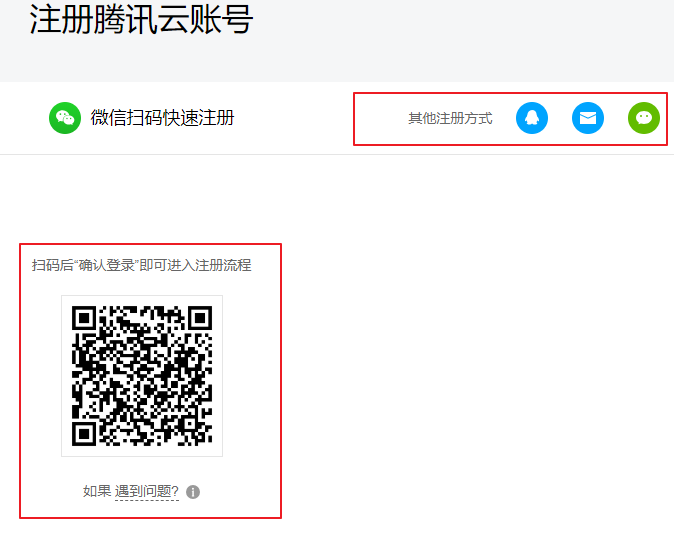 注册腾讯云账号
微信扫码快速注册
其他注册方式
扫码后“确认登录”即可进入注册流程
如果 遇到问题?